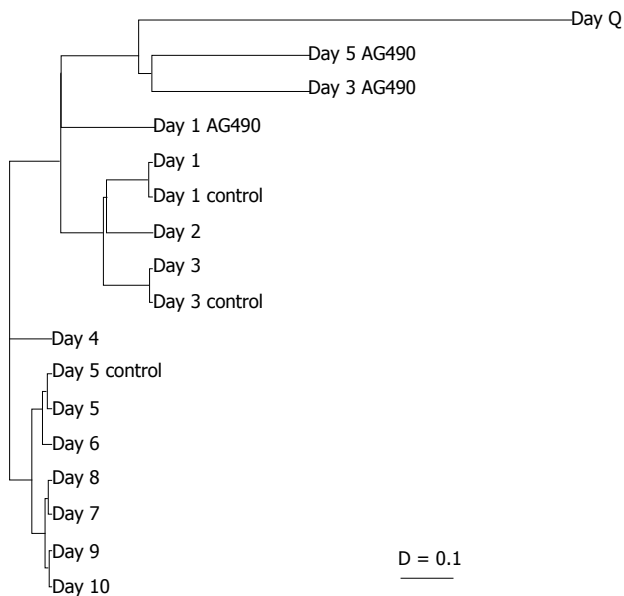 Day Q
Day 5 AG490
Day 3 AG490
Day 1 AG490
Day 1
Day 1 control
Day 2
Day 3
Day 3 control
Day 4
Day 5 control
Day 5
Day 6
Day 8
Day 7
Day 9
Day 10
D = 0.1